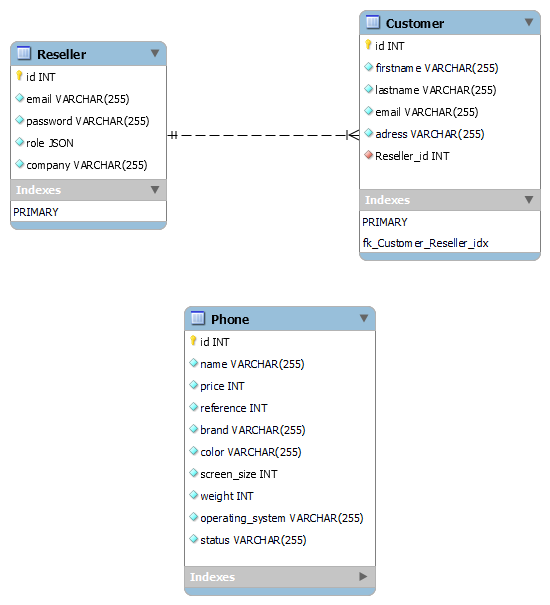 Reseller
id INT
email VARCHAR(255)
password VARCHAR(255)
role JSON
company VARCHAR(255)
Indexes
PRIMARY
Customer
id INT
firstname VARCHAR(255)
lastname VARCHAR(255)
email VARCHAR(255)
adress VARCHAR(255)
Reseller_id INT
Indexes
PRIMARY
fk_Customer_Reseller_idx
Phone
id INT
name VARCHAR(255)
price INT
reference INT
brand VARCHAR(255)
color VARCHAR(255)
screen_size INT
weight INT
operating_system VARCHAR(255)
status VARCHAR(255)
Indexes